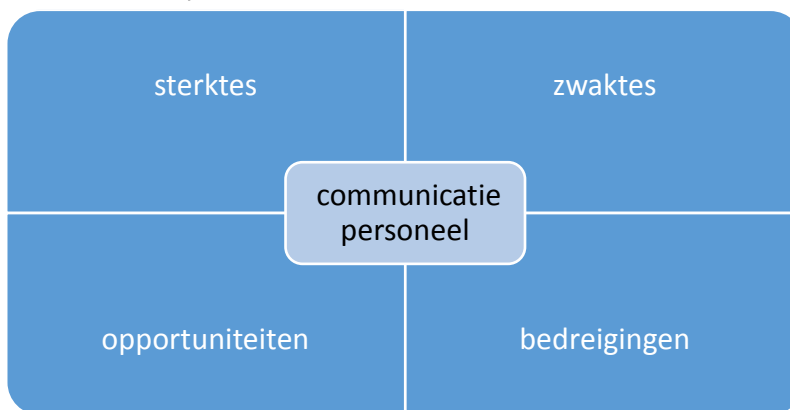 sterktes
zwaktes
communicatie
personeel
opportuniteiten
bedreigingen